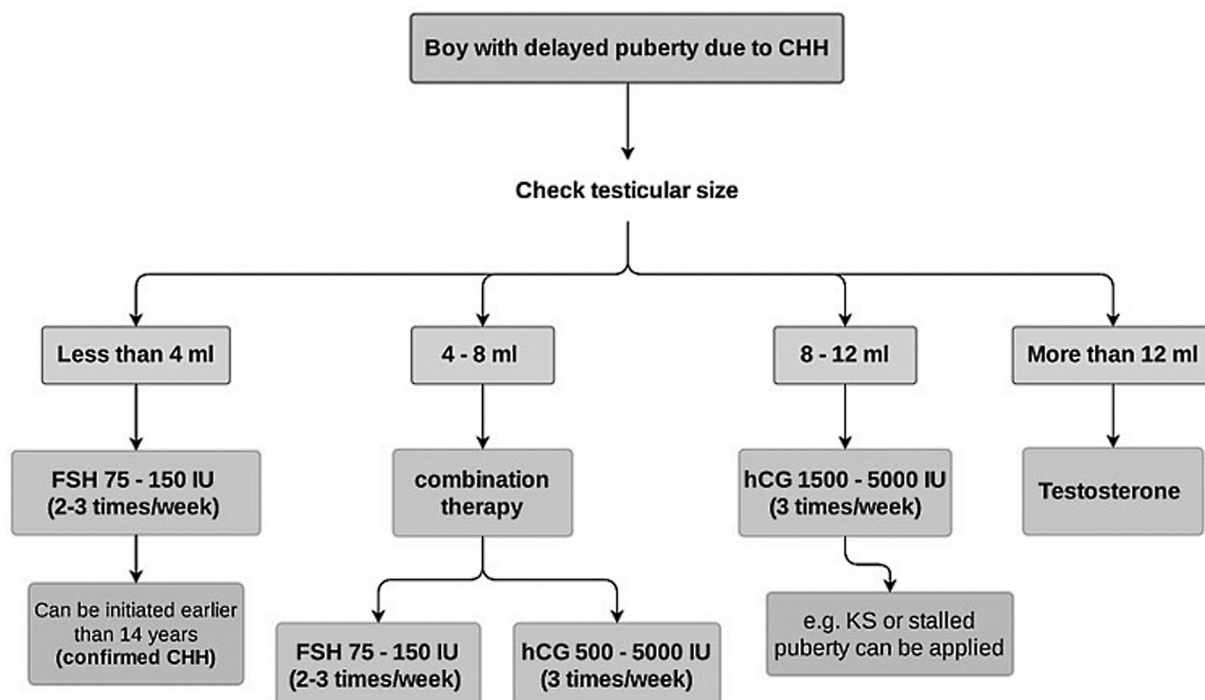 Boy with delayed puberty due to CHH
Check testicular size
Less than 4 ml
4 - 8 ml
8 - 12 ml
More than 12 ml
FSH 75 - 150 IU
(2-3 times/week)
combination
therapy
hCG 1500 - 5000 IU
(3 times/week)
Testosterone
Can be initiated earlier
than 14 years
(confirmed CHH)
FSH 75 - 150 IU
(2-3 times/week)
hCG 500 - 5000 IU
(3 times/week)
e.g. KS or stalled
puberty can be applied